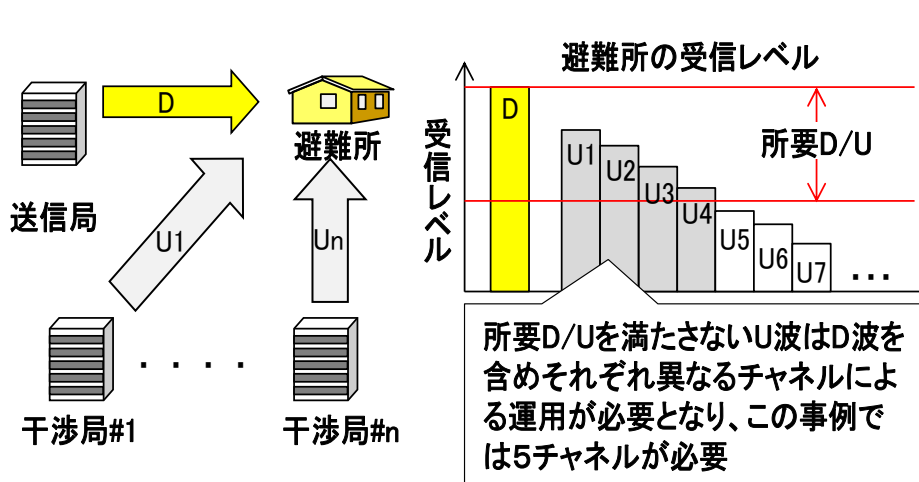 D
避難所
送信局
U1
Un
干渉局#1
・・・・
干渉局#n
避難所の受信レベル
受信レベル
D
U1
U2
U3
U4
U5
U6
U7
・・・
所要D/U
所要D/Uを満たさないU波はD波を
含めそれぞれ異なるチャネルによ
る運用が必要となり、この事例で
は5チャネルが必要